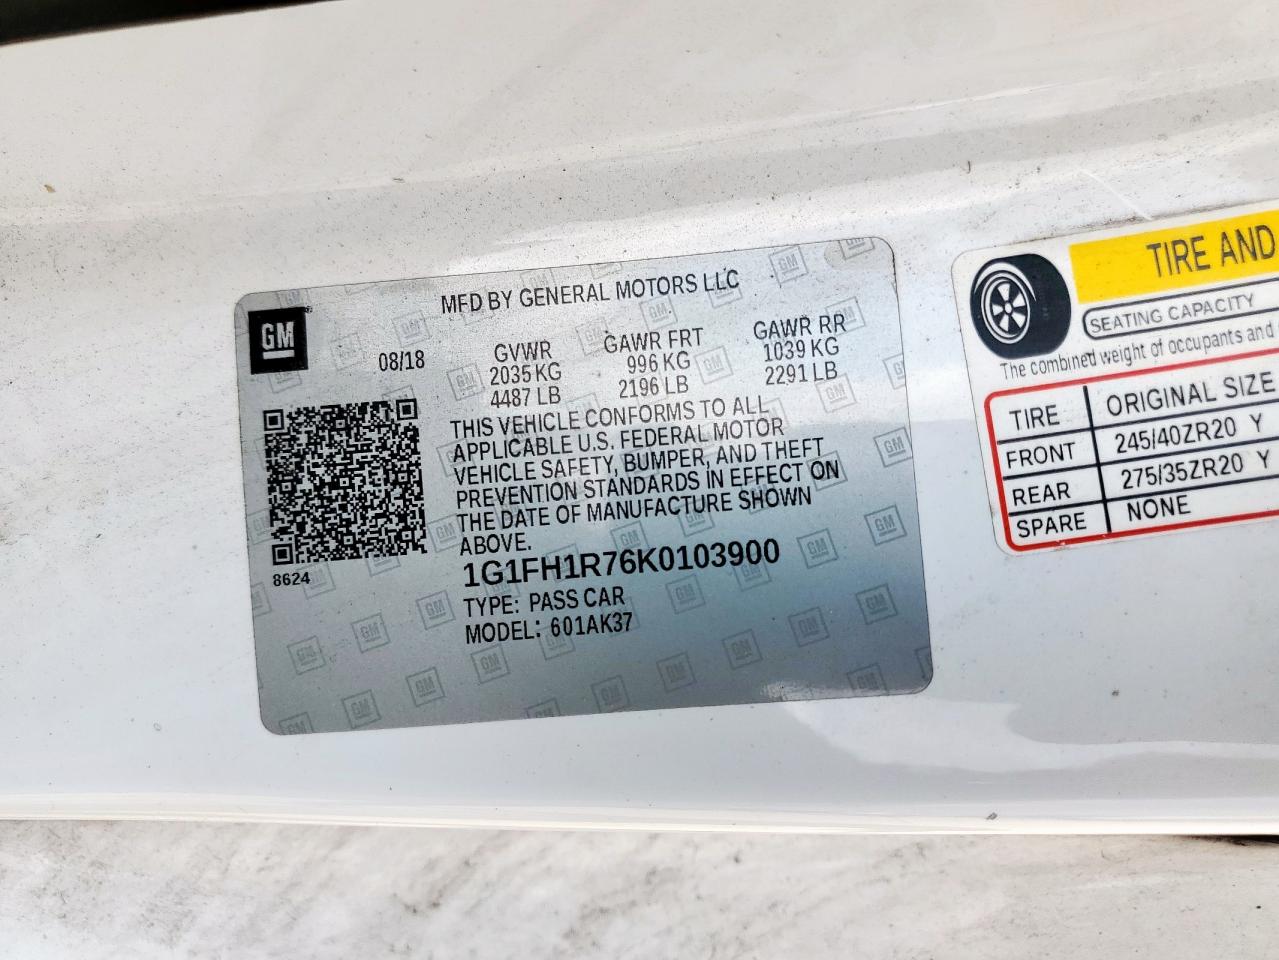 MFD BY GENERAL MOTORS LLC
GM
08/18
GVWR
2035 KG
4487 LB
GAWR FRT
996 KG
2196 LB
GAWR RR
1039 KG
2291 LB
THIS VEHICLE CONFORMS TO ALL
APPLICABLE U.S. FEDERAL MOTOR
VEHICLE SAFETY, BUMPER, AND THEFT
PREVENTION STANDARDS IN EFFECT ON
THE DATE OF MANUFACTURE SHOWN
ABOVE.
8624
1G1FH1R76K0103900
TYPE: PASS CAR
MODEL: 601AK37
TIRE AND
SEATING CAPACITY
The combined weight of occupants and
TIRE ORIGINAL SIZE
FRONT 245/40ZR20 Y
REAR 275/35ZR20 Y
SPARE NONE